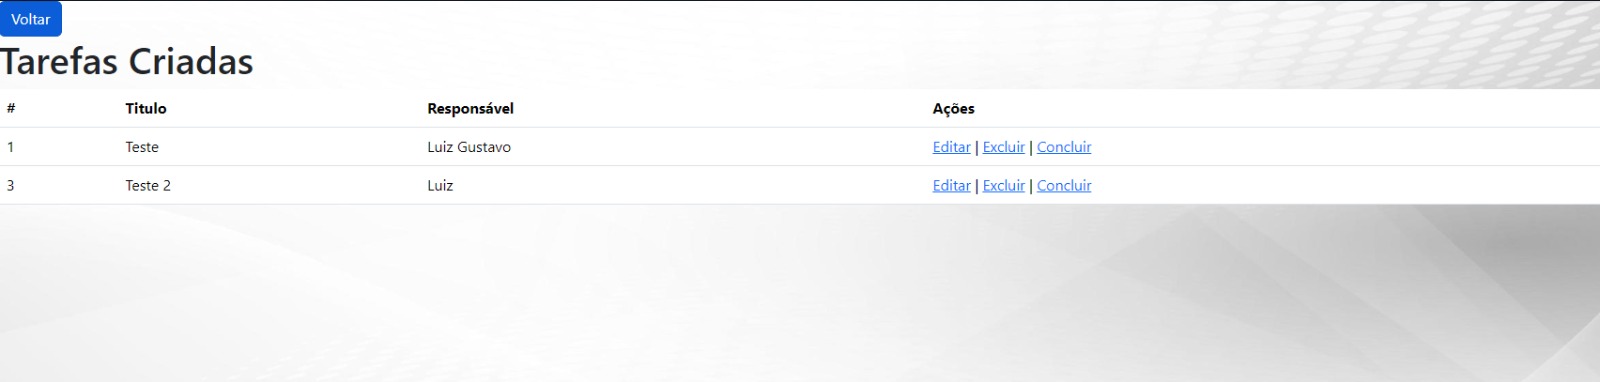 Voltar
Tarefas Criadas
# Titulo Responsável Ações
1 Teste Luiz Gustavo Editar | Excluir | Concluir
3 Teste 2 Luiz Editar | Excluir | Concluir